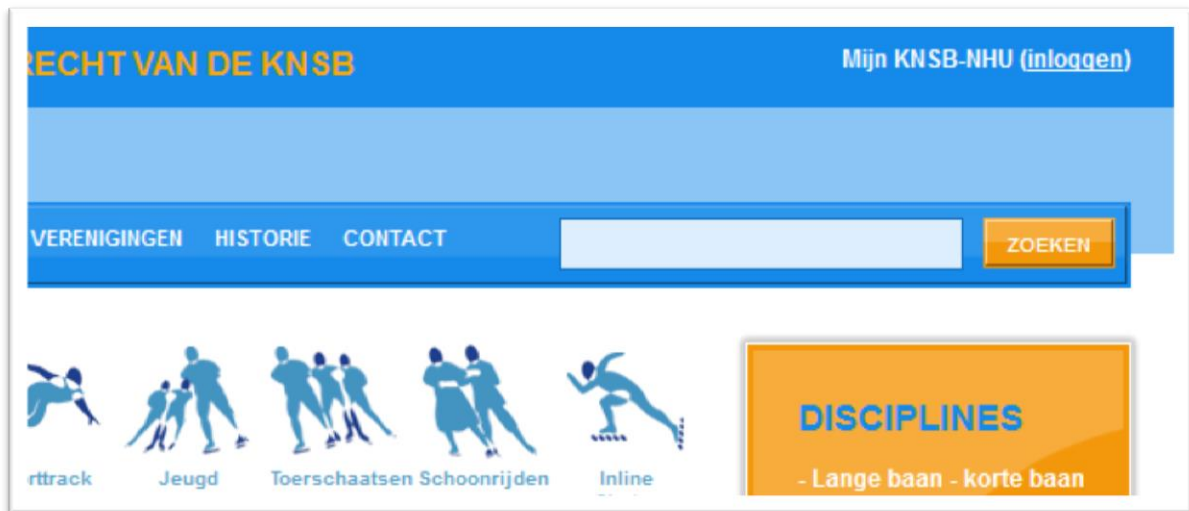 RECHT VAN DE KNSB
Mijn KNSB-NHU (inloggen)
VERENIGINGEN HISTORIE CONTACT
ZOEKEN
rttrack Jeugd Toerschaatsen Schoonrijden Inline
DISCIPLINES
- Lange baan - korte baan